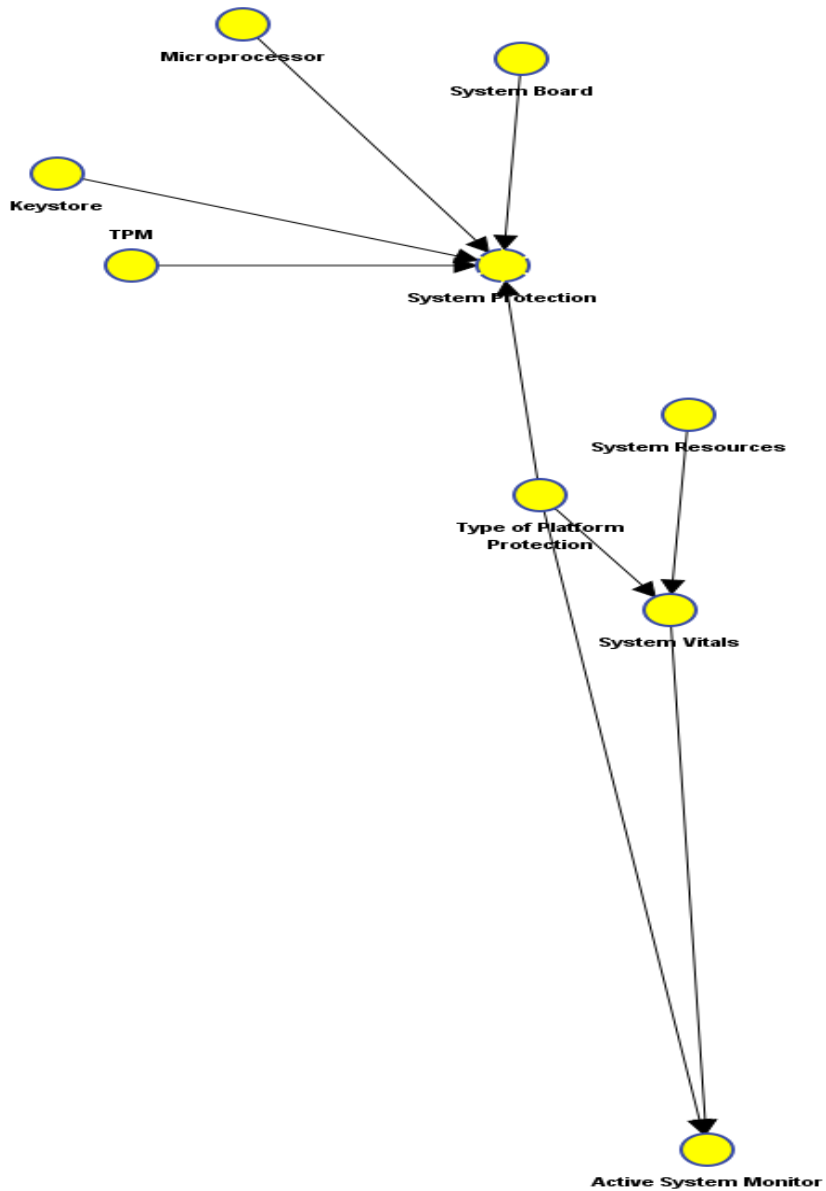 Microprocessor
System Board
Keystore
TPM
System Protection
System Resources
Type of Platform
Protection
System Vitals
Active System Monitor